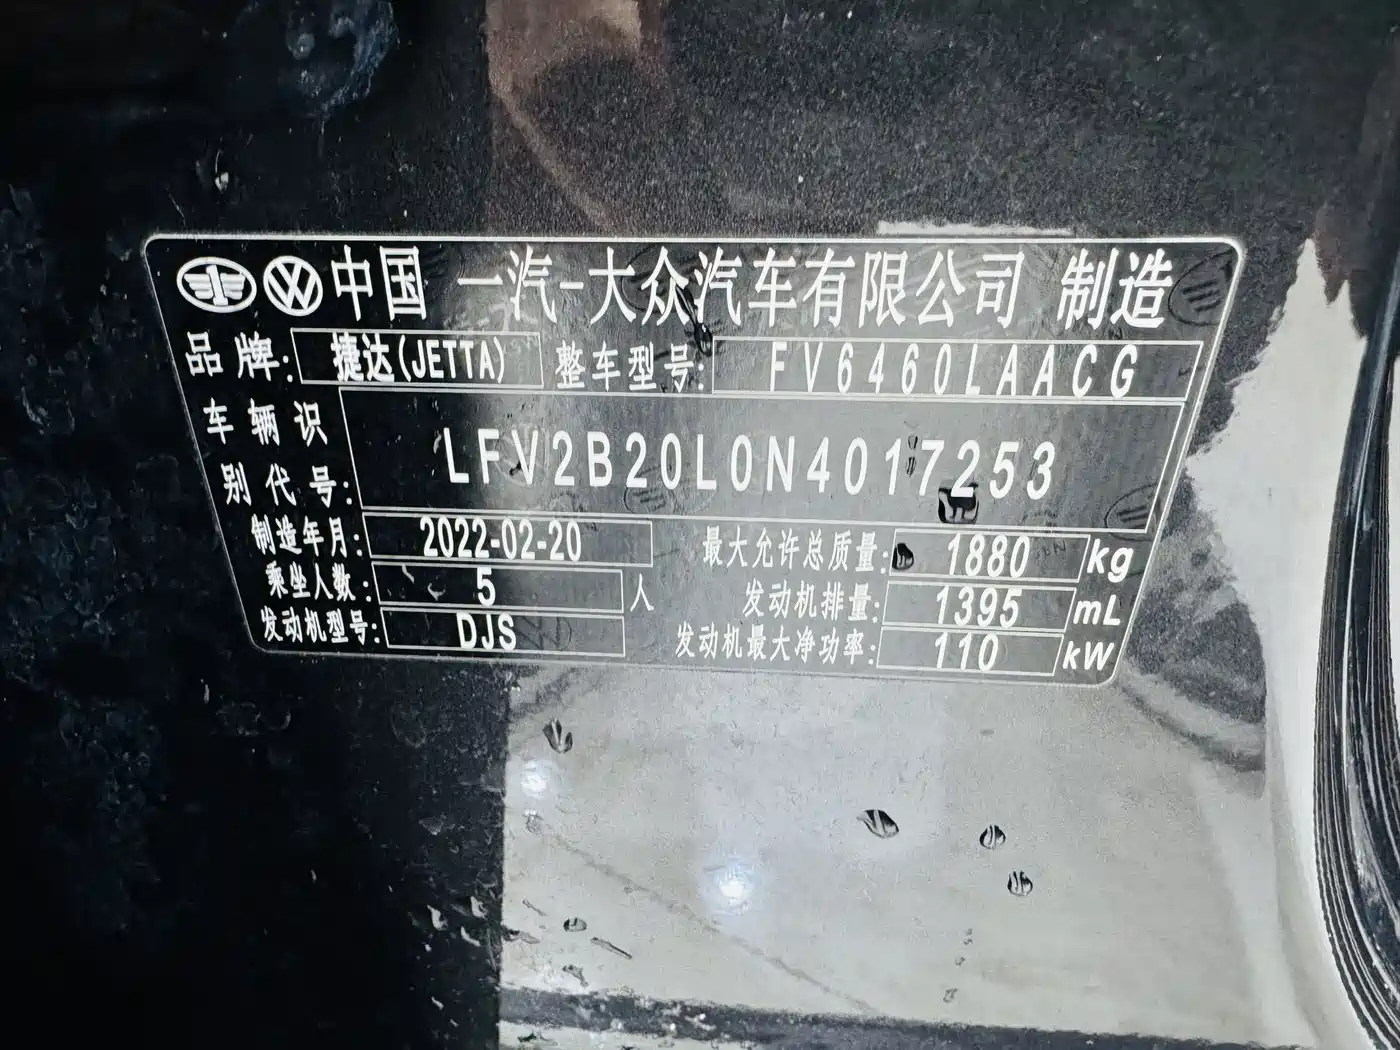 中国 一汽-大众汽车有限公司 制造
品牌: 捷达(JETTA) 整车型号: FV6460LAACG
车辆识别代号: LFV2B20L0N4017253
制造年月: 2022-02-20 最大允许总质量: 1880 kg
乘坐人数: 5 人 发动机排量: 1395 mL
发动机型号: DJS 发动机最大净功率: 110 kW